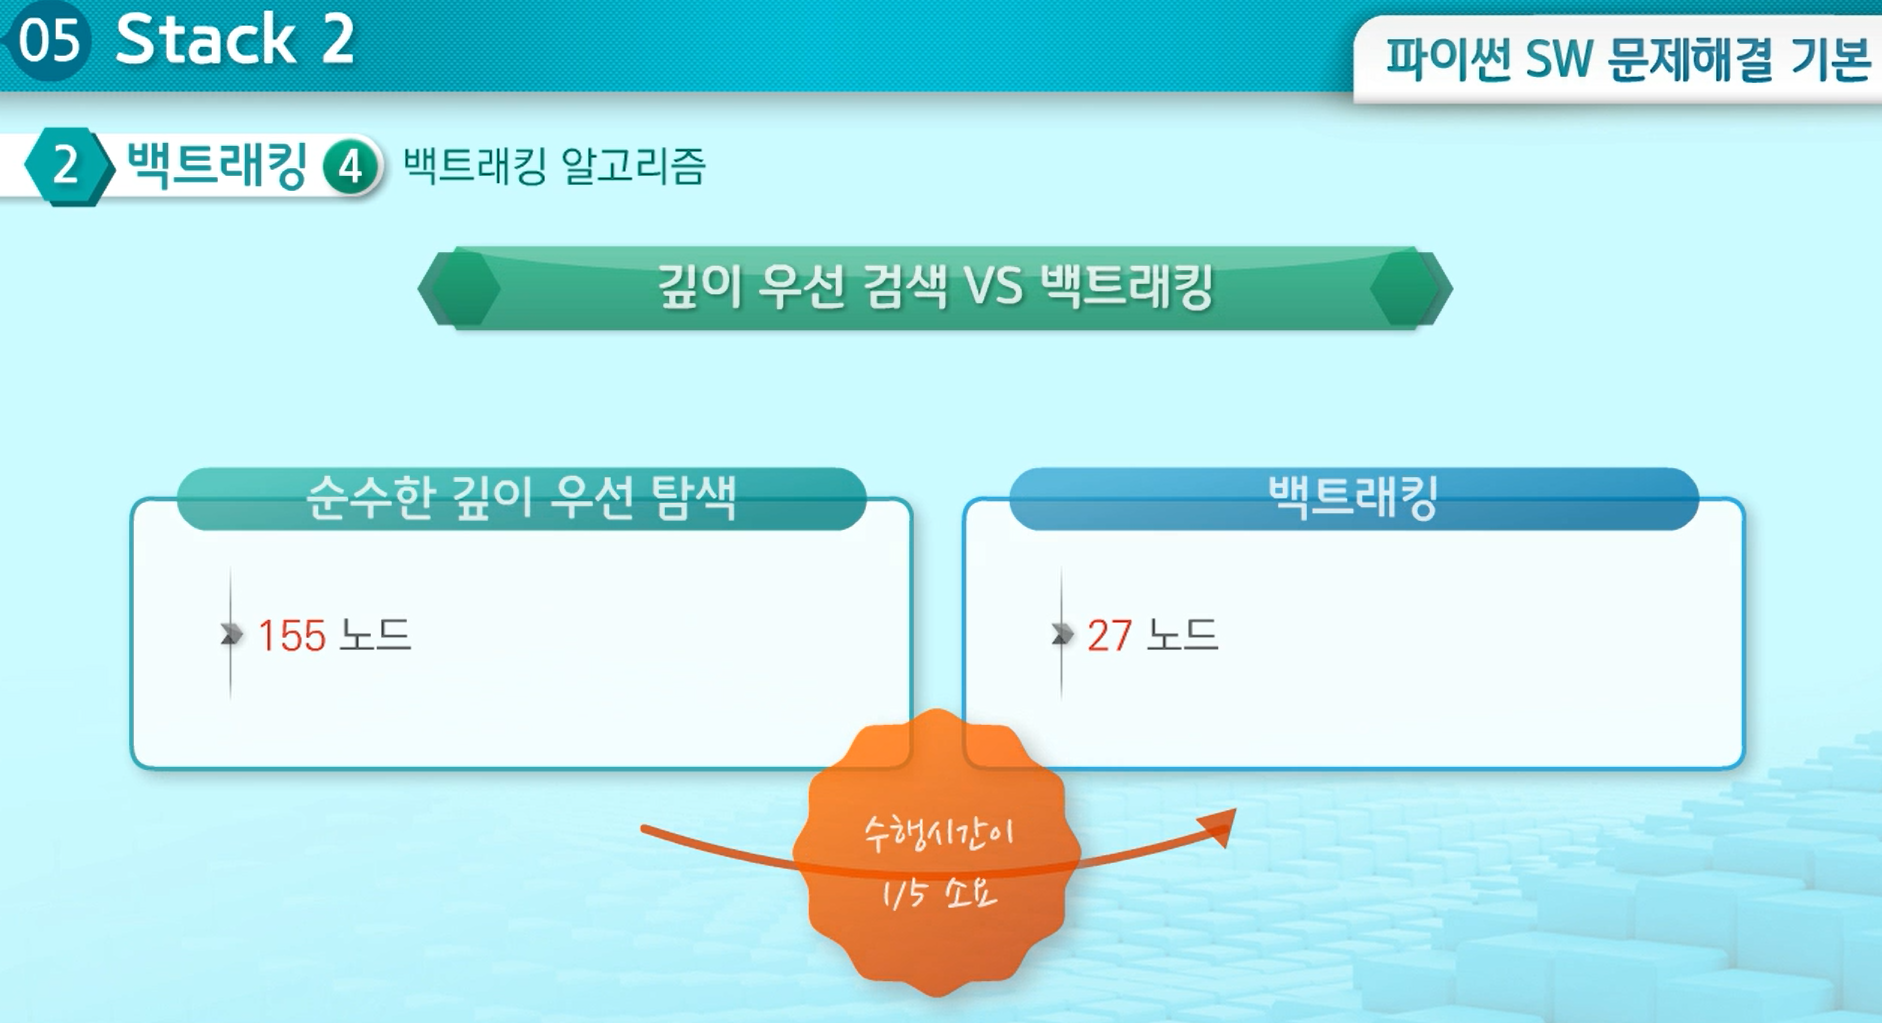 05 Stack 2
파이썬 SW 문제해결 기본
2 백트래킹 4 백트래킹 알고리즘
깊이 우선 검색 VS 백트래킹
순수한 깊이 우선 탐색
155 노드
백트래킹
27 노드
수행시간이
1/5 소요